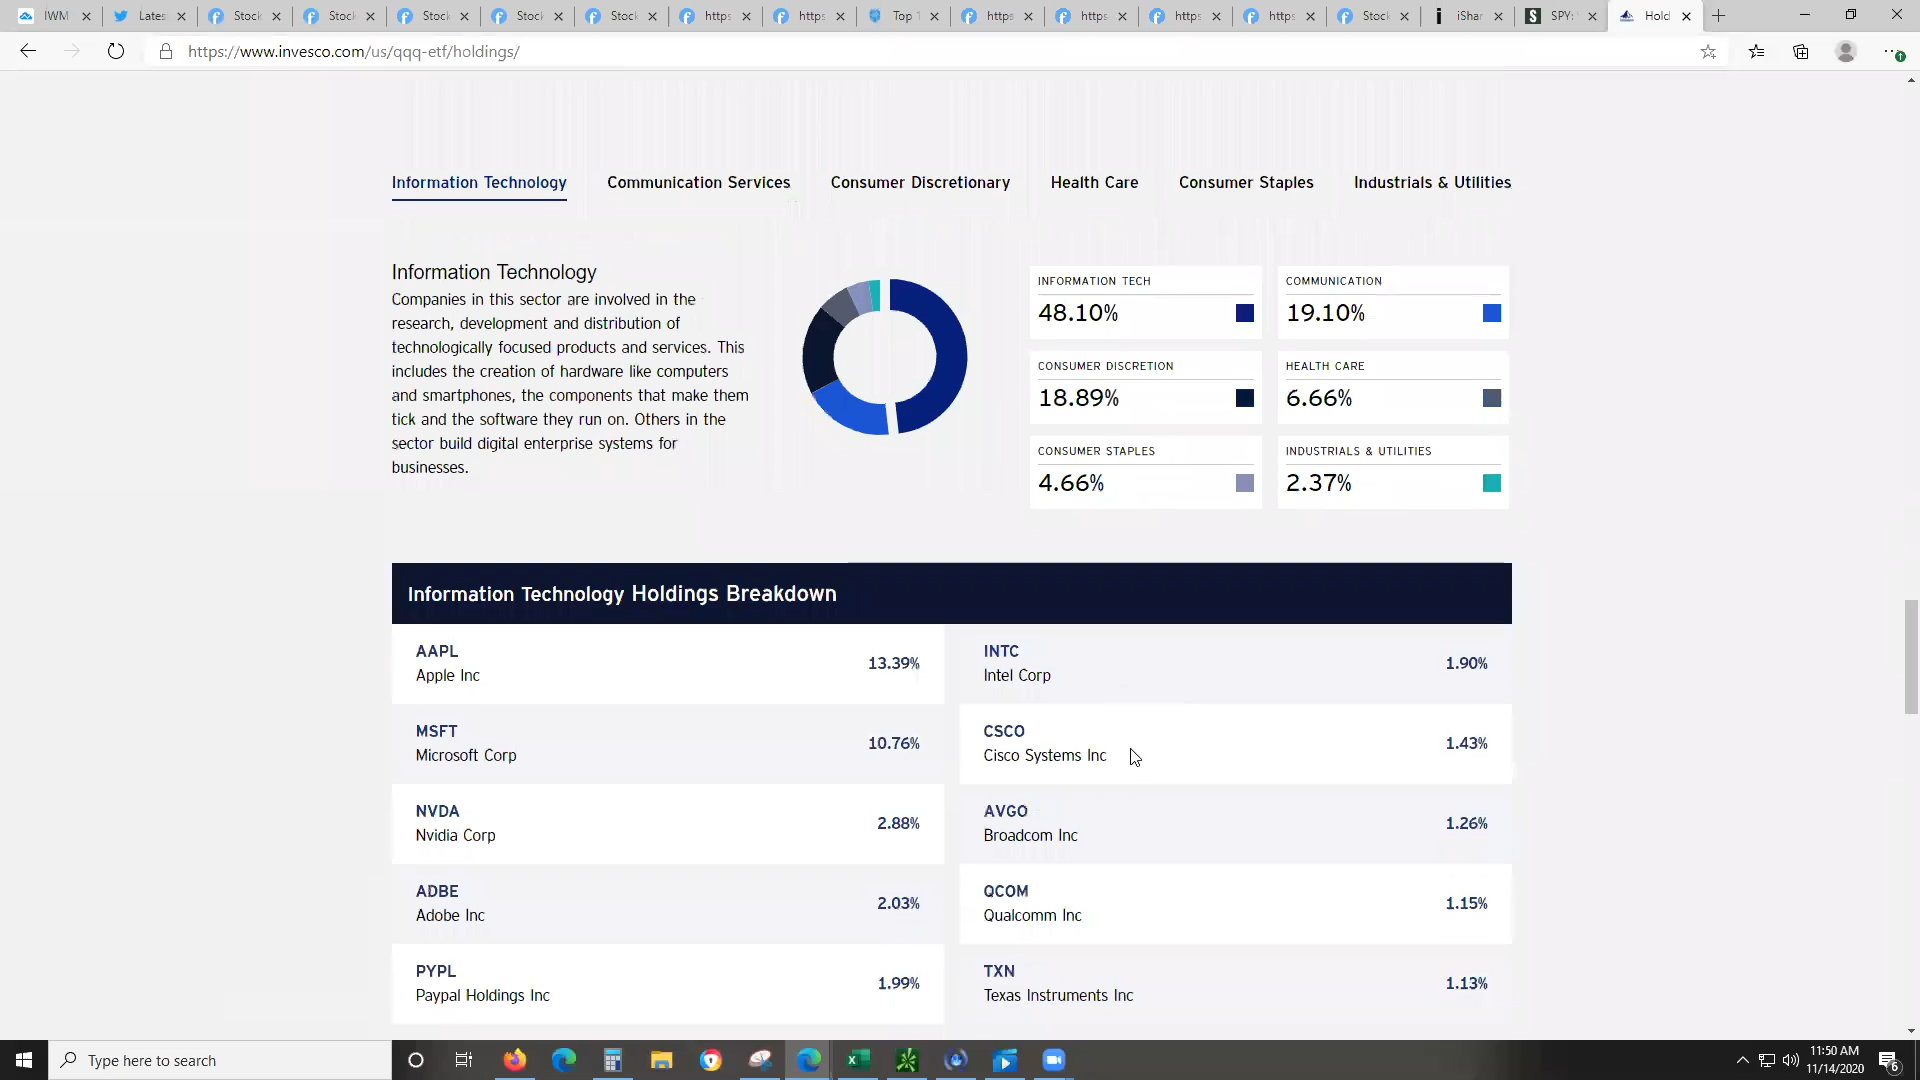 IWM
Lates
Stock
Stock
Stock
Stock
Stock
https
https
Top 1
https
https
https
https
Stock
iShar
SPY:
Hold
https://www.invesco.com/us/qqq-etf/holdings/
Information Technology
Communication Services
Consumer Discretionary
Health Care
Consumer Staples
Industrials & Utilities
Information Technology
Companies in this sector are involved in the
research, development and distribution of
technologically focused products and services. This
includes the creation of hardware like computers
and smartphones, the components that make them
tick and the software they run on. Others in the
sector build digital enterprise systems for
businesses.
INFORMATION TECH
48.10%
COMMUNICATION
19.10%
CONSUMER DISCRETION
18.89%
HEALTH CARE
6.66%
CONSUMER STAPLES
4.66%
INDUSTRIALS & UTILITIES
2.37%
Information Technology Holdings Breakdown
AAPL
Apple Inc
13.39%
INTC
Intel Corp
1.90%
MSFT
Microsoft Corp
10.76%
CSCO
Cisco Systems Inc
1.43%
NVDA
Nvidia Corp
2.88%
AVGO
Broadcom Inc
1.26%
ADBE
Adobe Inc
2.03%
QCOM
Qualcomm Inc
1.15%
PYPL
Paypal Holdings Inc
1.99%
TXN
Texas Instruments Inc
1.13%
Type here to search
11:50 AM
11/14/2020
6